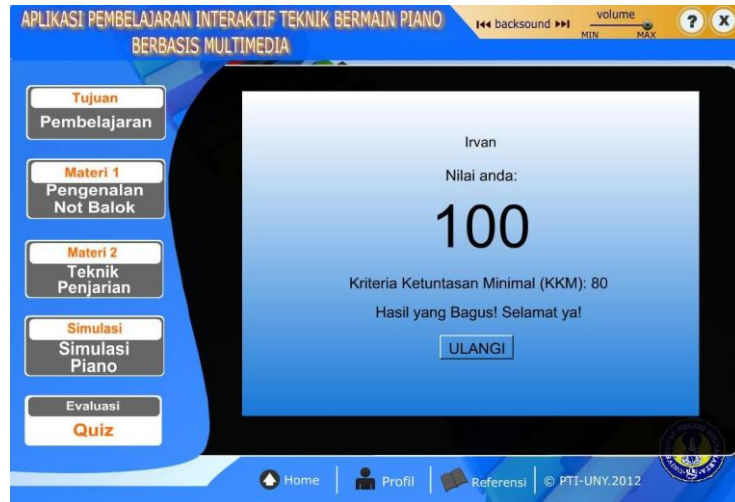 APLIKASI PEMBELAJARAN INTERAKTIF TEKNIK BERMAIN PIANO
BERBASIS MULTIMEDIA
backsound
volume
MIN MAX
? X
Tujuan
Pembelajaran
Materi 1
Pengenalan
Not Balok
Materi 2
Teknik
Penjarian
Simulasi
Simulasi
Piano
Evaluasi
Quiz
Irvan
Nilai anda:
100
Kriteria Ketuntasan Minimal (KKM): 80
Hasil yang Bagus! Selamat ya!
ULANGI
Home
Profil
Referensi
© PTI-UNY.2012